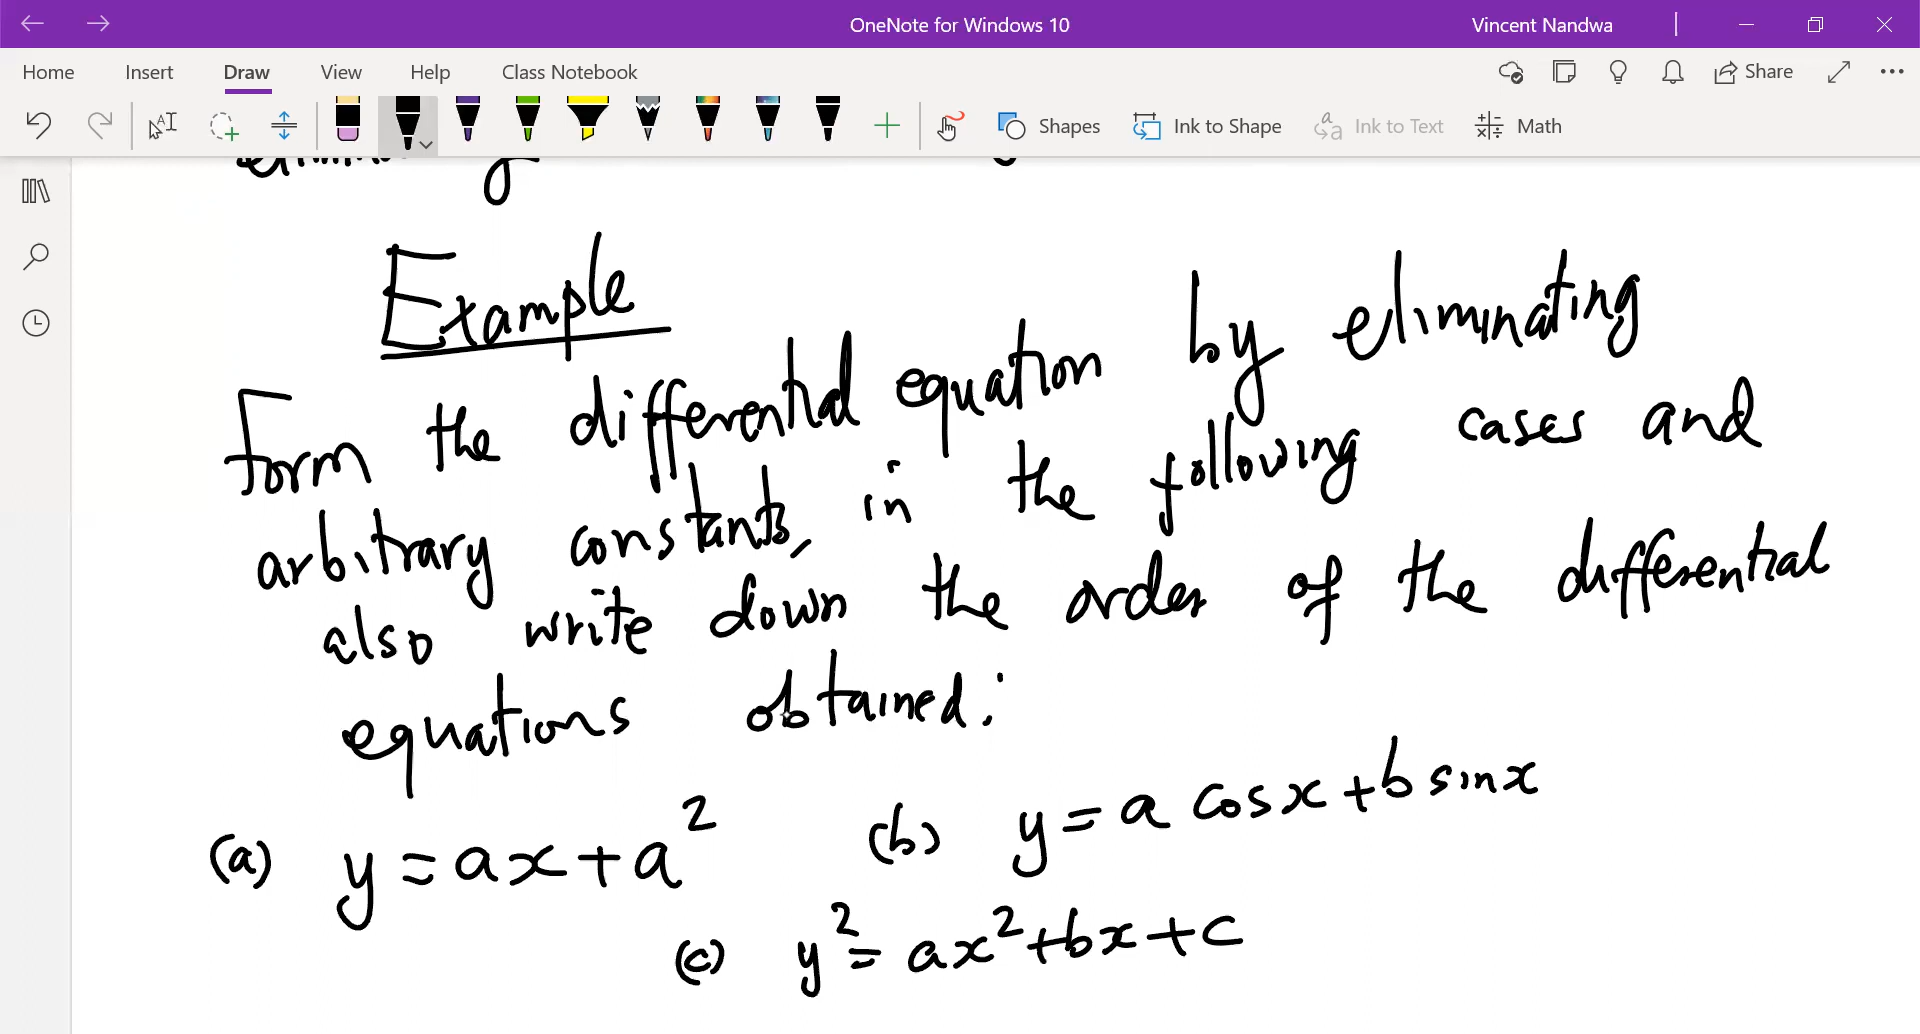 OneNote for Windows 10
Vincent Nandwa
Home Insert Draw View Help Class Notebook
Share
Shapes Ink to Shape Ink to Text Math
Example
Form the differential equation by eliminating
arbitrary constants, in the following cases and
also write down the order of the differential
equations obtained:
(a) y = ax + a²
(b) y = a cosx + b sinx
(c) y² = ax² + bx + c